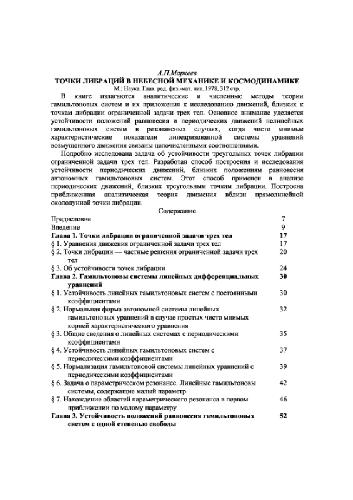 А.П.Маркеев
ТОЧКИ ЛИБРАЦИЙ В НЕБЕСНОЙ МЕХАНИКЕ И КОСМОДИНАМИКЕ
М.: Наука. Глав. ред. физ.-мат. лит., 1978, 312 стр.
В книге излагаются аналитические и численные методы теории
гамильтоновых систем и их приложения к исследованию движений, близких к
точкам либрации ограниченной задачи трех тел. Основное внимание уделяется
устойчивости положений равновесия и периодических движений нелинейных
гамильтоновых систем в резонансных случаях, когда чисто мнимые
характеристические показатели линеаризованной системы уравнений
возмущенного движения связаны целочисленными соотношениями.
Подробно исследована задача об устойчивости треугольных точек либрации
ограниченной задачи трех тел. Разработан способ построения и исследования
устойчивости периодических движений, близких положениям равновесия
автономных гамильтоновых систем. Этот способ применен в анализе
периодических движений, близких треугольным точкам либрации. Построена
приближенная аналитическая теория движения вблизи прямолинейной
окололунной точки либрации.
Содержание
Предисловие 7
Введение 9
Глава 1. Точки либрации ограниченной задачи трех тел 17
§ 1. Уравнения движения ограниченной задачи трех тел 17
§ 2. Точки либрации — частные решения ограниченной задачи трех 20
тел
§ 3. Об устойчивости точек либрации 24
Глава 2. Гамильтоновы системы линейных дифференциальных 30
уравнений
§ 1. Устойчивость линейных гамильтоновых систем с постоянными 30
коэффициентами
§ 2. Нормальная форма автономной системы линейных 32
гамильтоновых уравнений в случае простых чисто мнимых
корней характеристического уравнения
§ 3. Общие сведения о линейных системах с периодическими 35
коэффициентами
§ 4. Устойчивость линейных гамильтоновых систем с 37
периодическими коэффициентами
§ 5. Нормализация гамильтоновой системы линейных уравнений с 39
периодическими коэффициентами
§ 6. Задача о параметрическом резонансе. Линейные гамильтоновы 42
системы, содержащие малый параметр
§ 7. Нахождение областей параметрического резонанса в первом 46
приближении по малому параметру
Глава 3. Устойчивость положений равновесия гамильтоновых 52
систем с одной степенью свободы